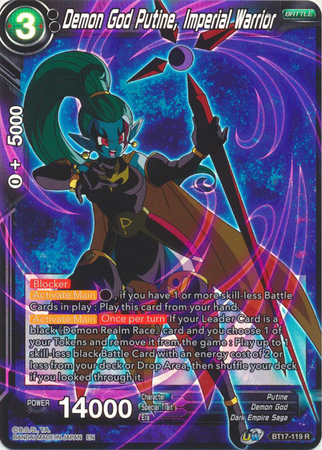 3
Demon God Putine, Imperial Warrior
BATTLE
0 + 5000
P
Blocker
Activate Main , if you have 1 or more skill-less Battle
Cards in play : Play this card from your hand.
Activate Main Once per turn If your Leader Card is a
black 《Demon Realm Race》 card and you choose 1 of
your Tokens and remove it from the game : Play up to 1
skill-less black Battle Card with an energy cost of 2 or
less from your deck or Drop Area, then shuffle your deck
if you looked through it.
POWER 14000
Character Putine
Special Trait Demon God
Era Dark Empire Saga
©B.S./S., T.A.
BANDAI MADE IN JAPAN EN
BT17-119 R